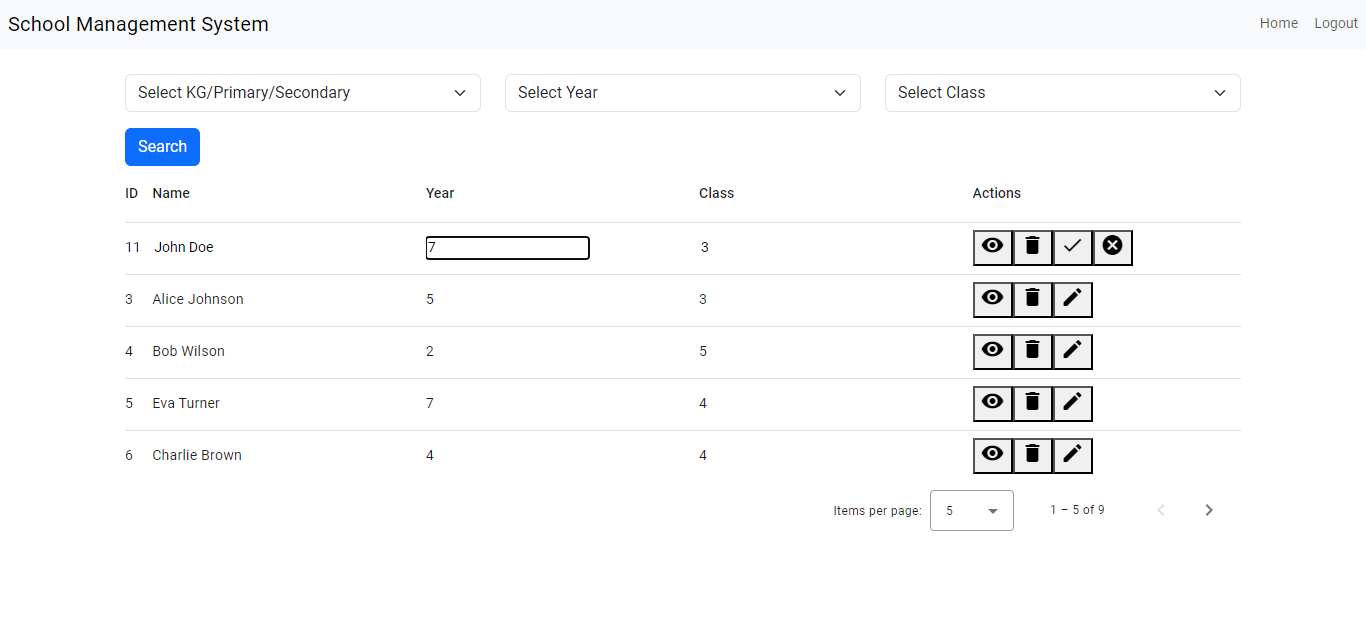 School Management System Home Logout
Select KG/Primary/Secondary Select Year Select Class
Search
ID Name Year Class Actions
11 John Doe 7 3
3 Alice Johnson 5 3
4 Bob Wilson 2 5
5 Eva Turner 7 4
6 Charlie Brown 4 4
Items per page: 5 1 – 5 of 9